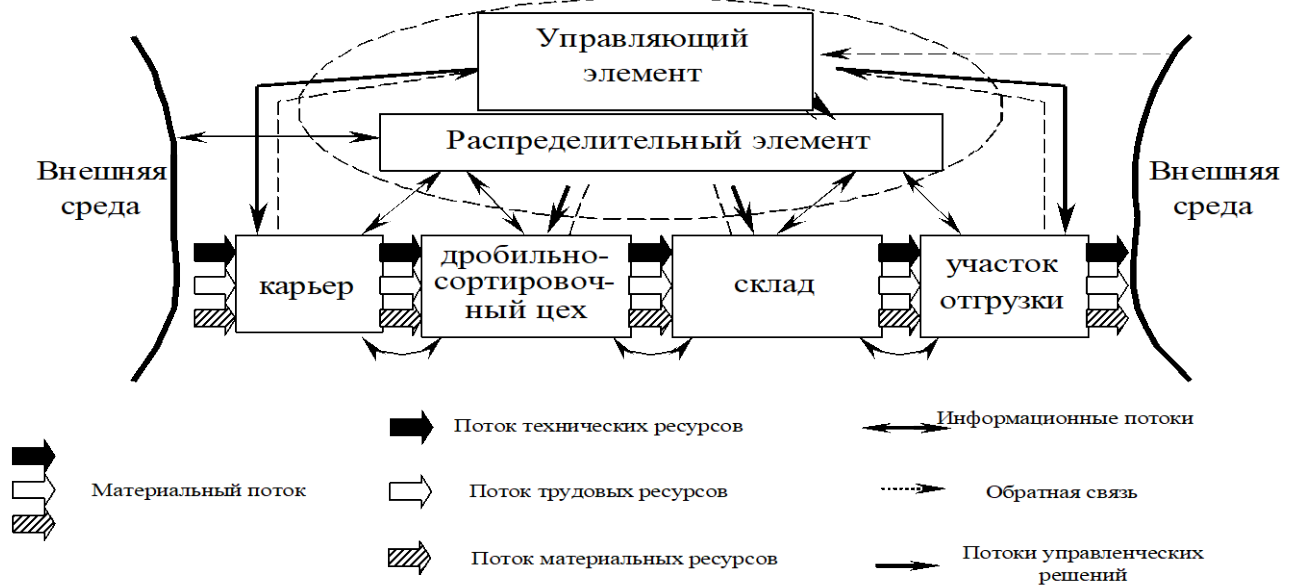 Управляющий
элемент
Распределительный элемент
Внешняя
среда
Внешняя
среда
карьер
дробильно-
сортировоч-
ный цех
склад
участок
отгрузки
Материальный поток
Поток технических ресурсов
Поток трудовых ресурсов
Поток материальных ресурсов
Информационные потоки
Обратная связь
Потоки управленческих
решений